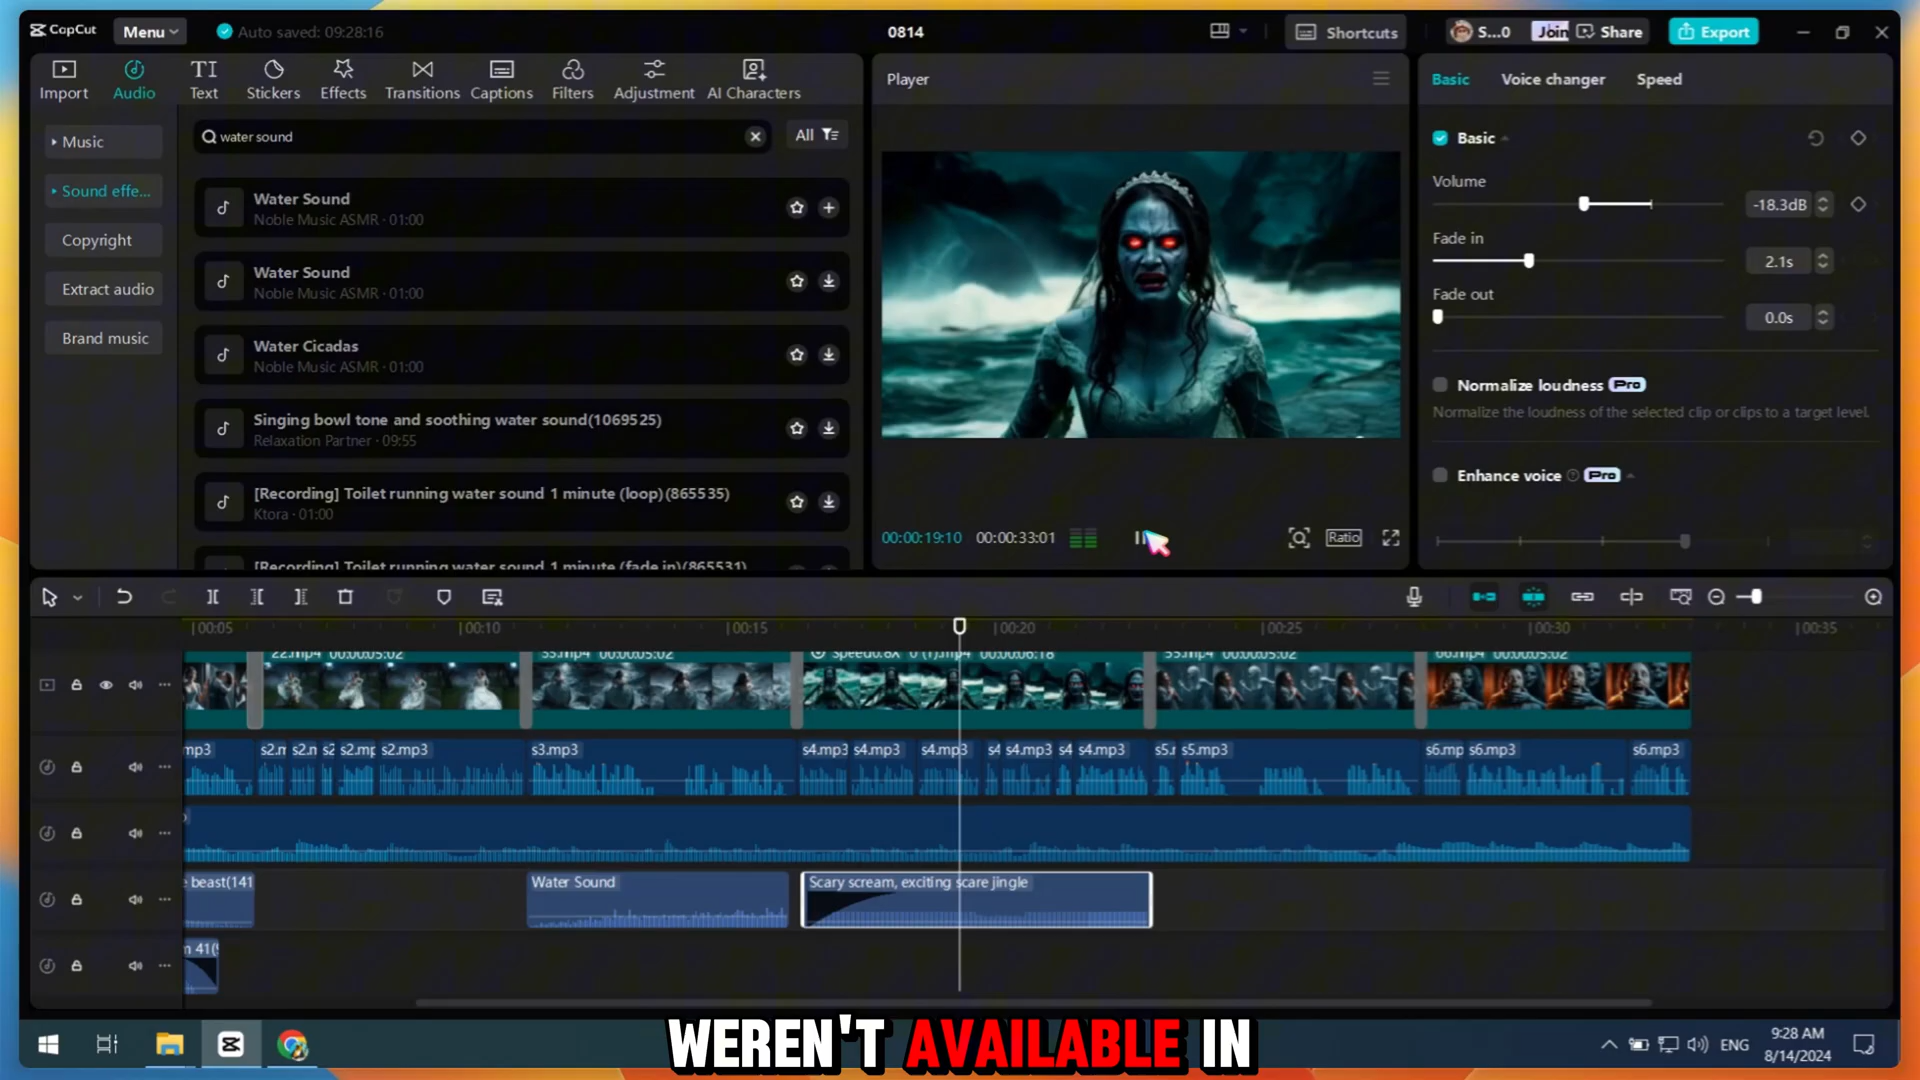 CapCut
Menu
Auto saved: 09:28:16
0814
Shortcuts
S...0
Join
Share
Export
Import
Audio
Text
Stickers
Effects
Transitions
Captions
Filters
Adjustment
AI Characters
Player
Basic
Voice changer
Speed
Music
Sound effe...
Copyright
Extract audio
Brand music
water sound
All
Water Sound
Noble Music ASMR · 01:00
Water Sound
Noble Music ASMR · 01:00
Water Cicadas
Noble Music ASMR · 01:00
Singing bowl tone and soothing water sound(1069525)
Relaxation Partner · 09:55
[Recording] Toilet running water sound 1 minute (loop)(865535)
Ktora · 01:00
[Recording] Toilet running water sound 1 minute (fade in)(865531)
00:00:19:10
00:00:33:01
Ratio
Basic
Volume
-18.3dB
Fade in
2.1s
Fade out
0.0s
Normalize loudness Pro
Normalize the loudness of the selected clip or clips to a target level.
Enhance voice Pro
00:05
00:10
00:15
00:20
00:25
00:30
00:35
22.mp4 00:00:05:02
33.mp4 00:00:05:02
Speed0.8X 0 (1).mp4 00:00:06:18
55.mp4 00:00:05:02
66.mp4 00:00:05:02
mp3
s2.n
s2.n
s2
s2.mp
s2.mp3
s3.mp3
s4.mp3
s4.mp3
s4.mp3
s4
s4.mp3
s4
s4.mp3
s5.r
s5.mp3
s6.mp
s6.mp3
s6.mp3
e beast(141
Water Sound
Scary scream, exciting scare jingle
n 41(9
WEREN'T AVAILABLE IN
ENG
9:28 AM
8/14/2024